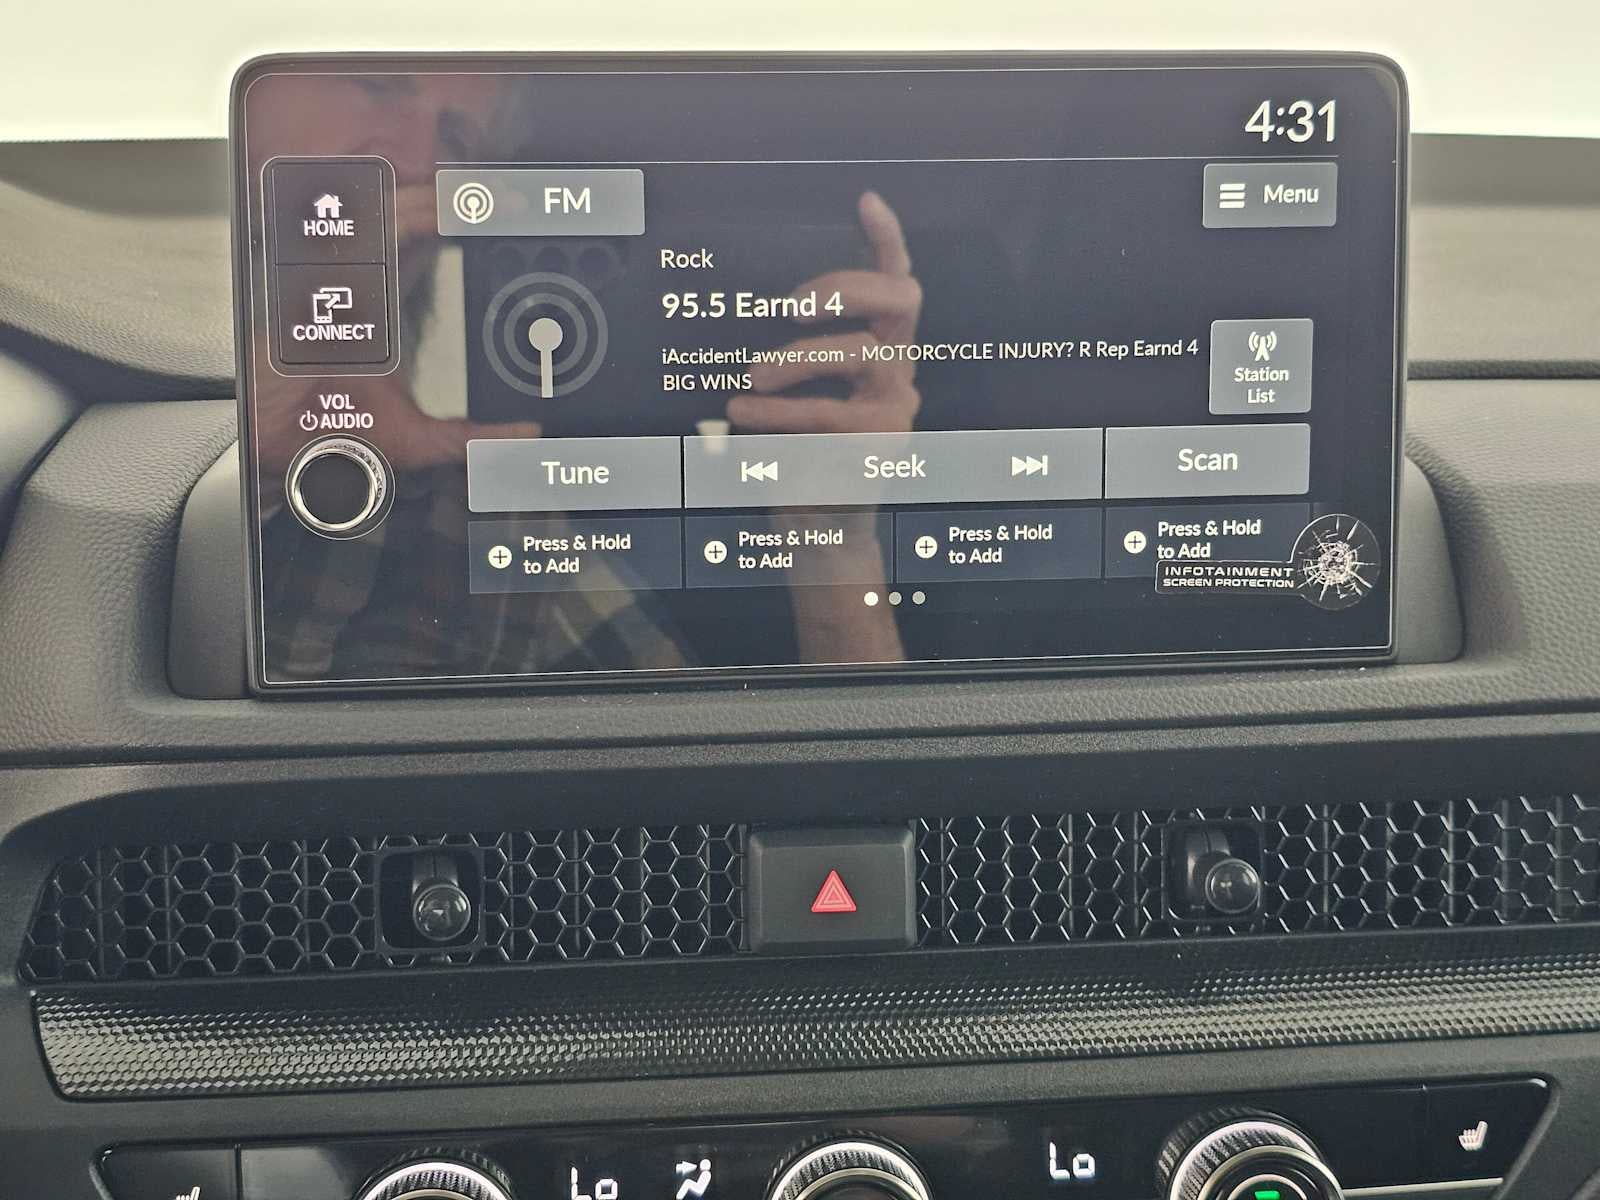 4:31
HOME
FM
Menu
Rock
95.5 Earnd 4
CONNECT
iAccidentLawyer.com - MOTORCYCLE INJURY? R Rep Earnd 4
BIG WINS
Station
List
VOL
AUDIO
Tune
Seek
Scan
Press & Hold
to Add
Press & Hold
to Add
Press & Hold
to Add
Press & Hold
to Add
INFOTAINMENT
SCREEN PROTECTION
Lo
Lo